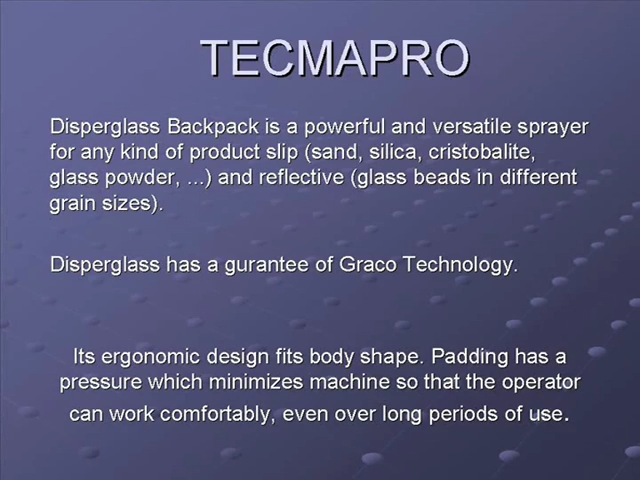 TECMAPRO
Disperglass Backpack is a powerful and versatile sprayer
for any kind of product slip (sand, silica, cristobalite,
glass powder, ...) and reflective (glass beads in different
grain sizes).
Disperglass has a gurantee of Graco Technology.
Its ergonomic design fits body shape. Padding has a
pressure which minimizes machine so that the operator
can work comfortably, even over long periods of use.